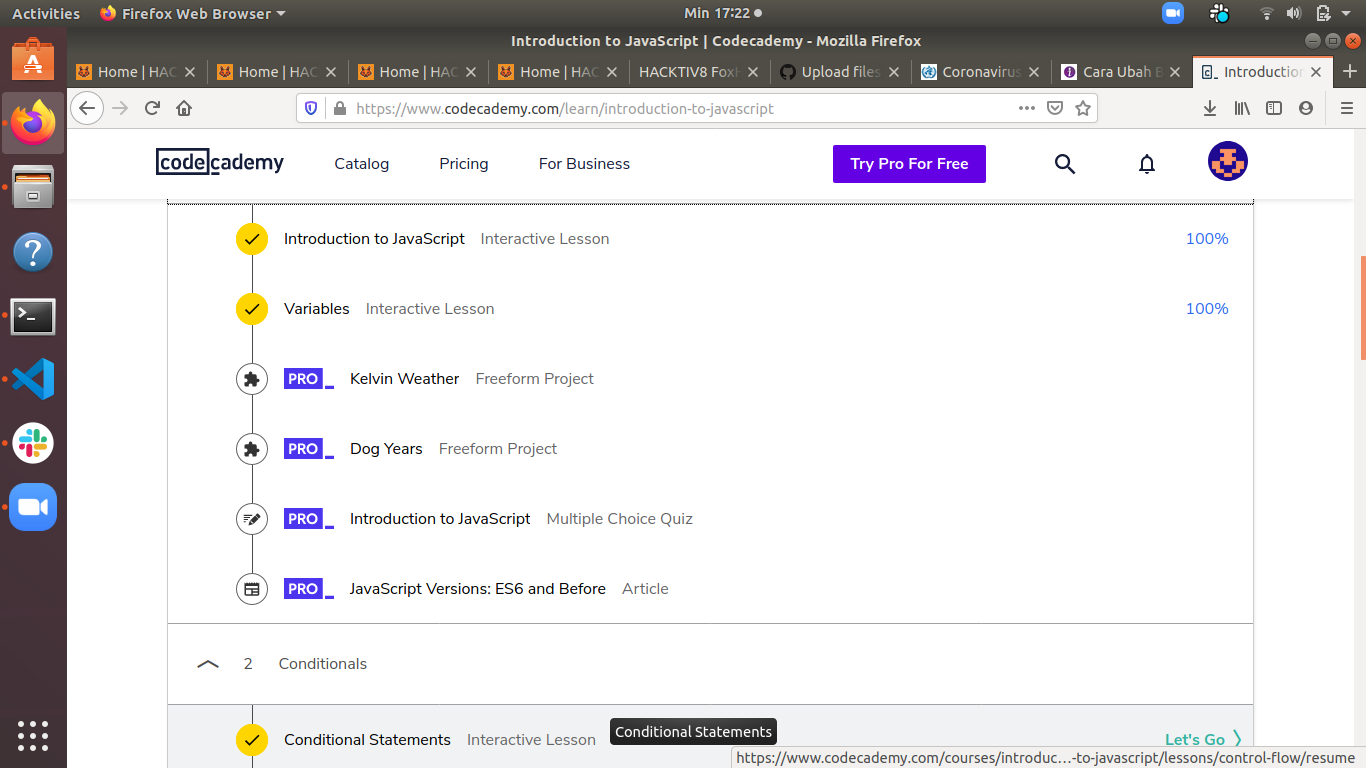 Activities Firefox Web Browser Min 17:22
Introduction to JavaScript | Codecademy - Mozilla Firefox
Home | HAC Home | HAC Home | HAC Home | HAC HACKTIV8 FoxH Upload files Coronavirus Cara Ubah B Introduction
https://www.codecademy.com/learn/introduction-to-javascript
codecademy Catalog Pricing For Business Try Pro For Free
Introduction to JavaScript Interactive Lesson 100%
Variables Interactive Lesson 100%
PRO_ Kelvin Weather Freeform Project
PRO_ Dog Years Freeform Project
PRO_ Introduction to JavaScript Multiple Choice Quiz
PRO_ JavaScript Versions: ES6 and Before Article
2 Conditionals
Conditional Statements Interactive Lesson Conditional Statements Let's Go
https://www.codecademy.com/courses/introduc…-to-javascript/lessons/control-flow/resume